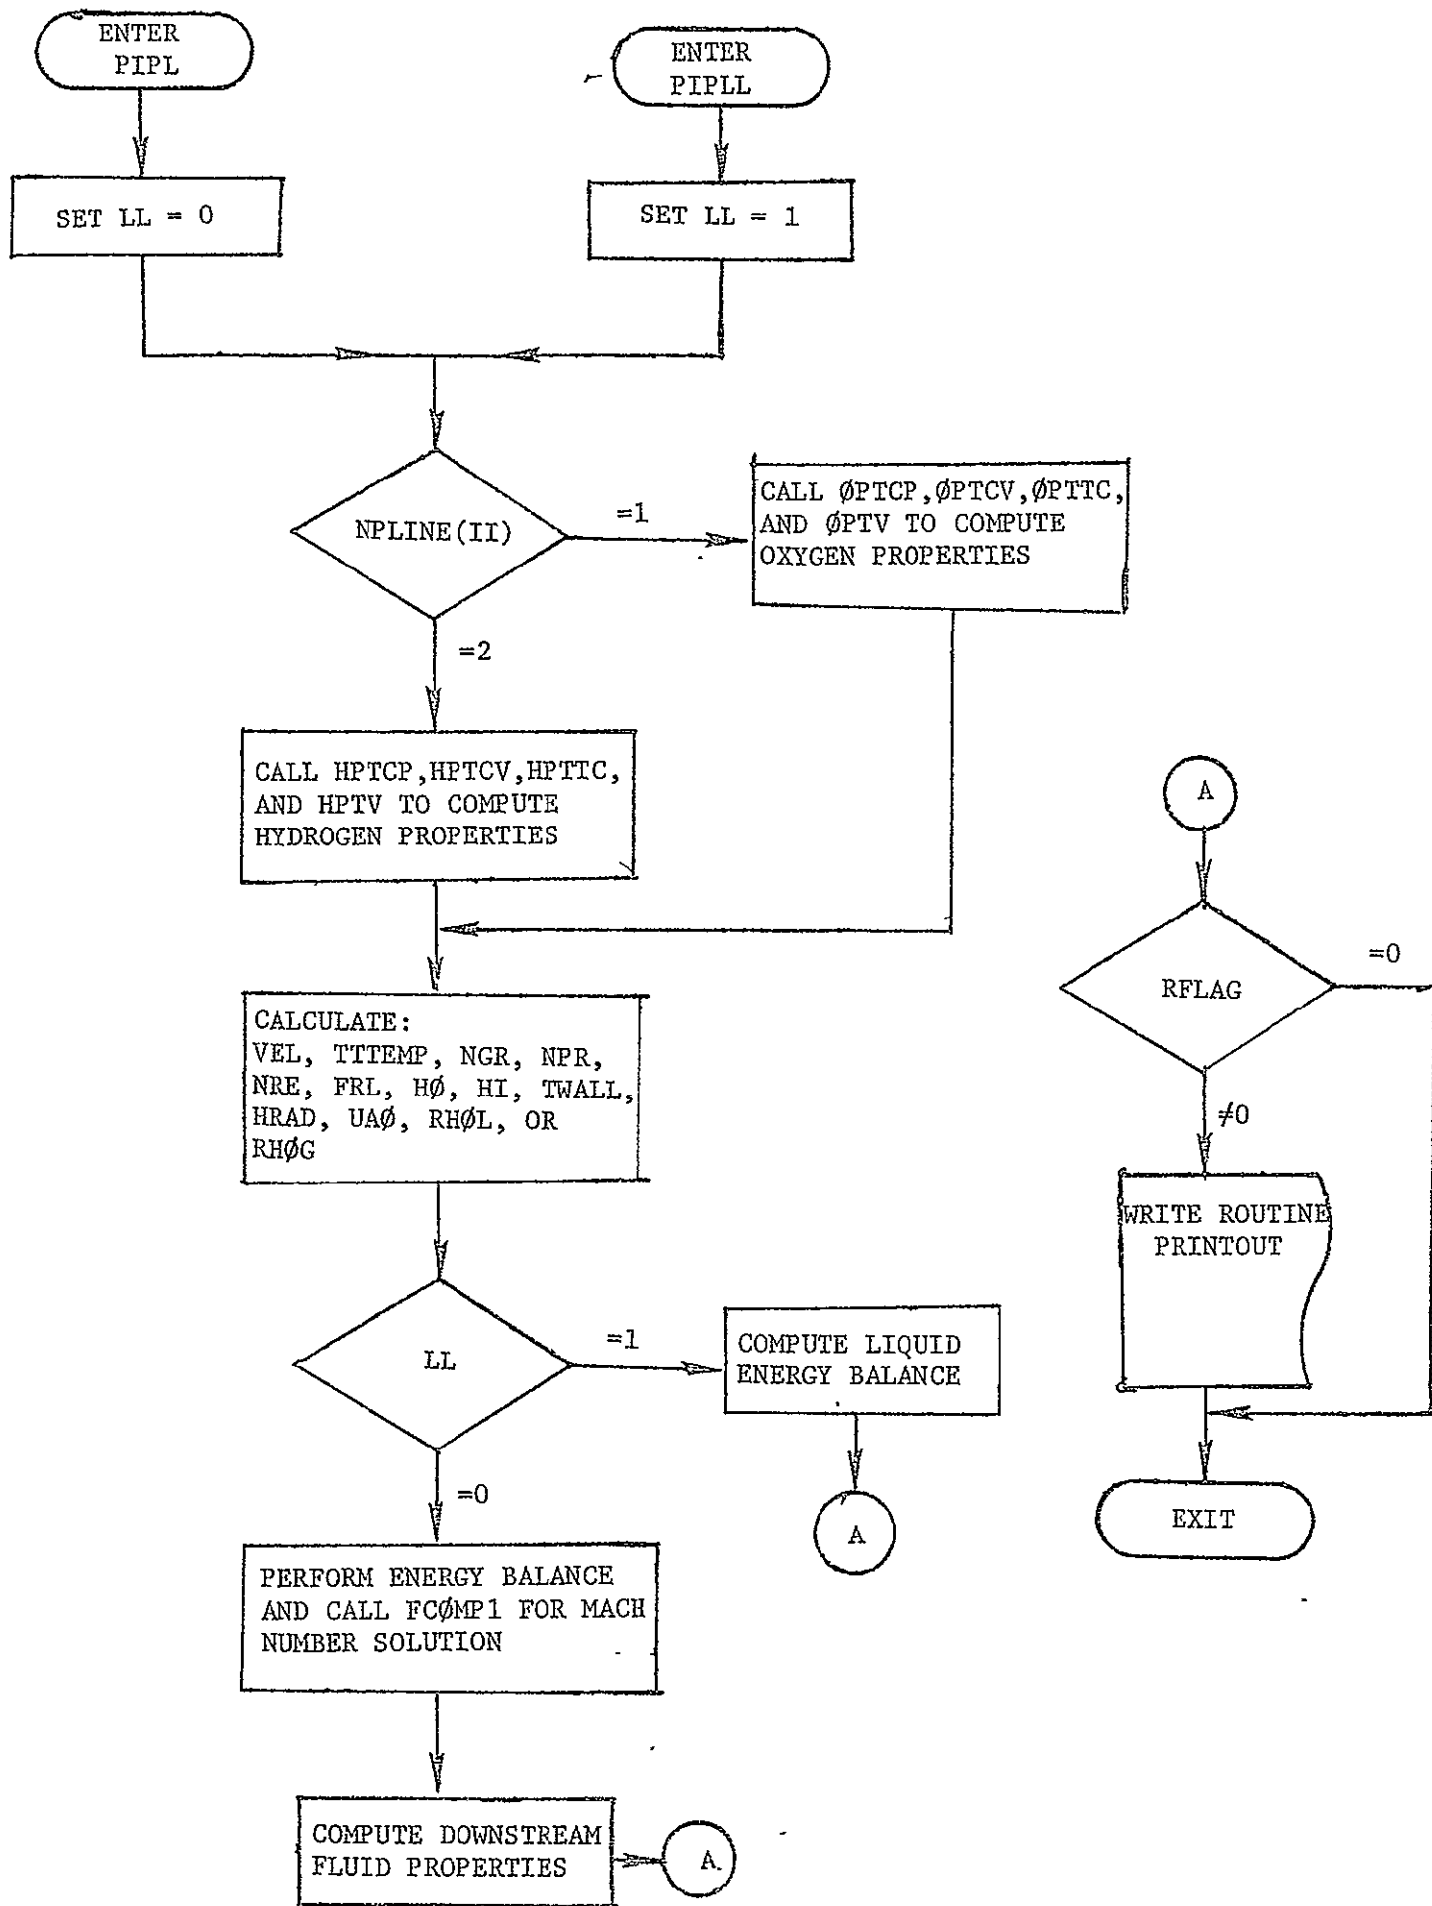 ENTER
PIPL
ENTER
PIPLL
SET LL = 0
SET LL = 1
NPLINE(II)
=1
CALL ØPTCP,ØPTCV,ØPTTC,
AND ØPTV TO COMPUTE
OXYGEN PROPERTIES
=2
CALL HPTCP,HPTCV,HPTTC,
AND HPTV TO COMPUTE
HYDROGEN PROPERTIES
CALCULATE:
VEL, TTTEMP, NGR, NPR,
NRE, FRL, HØ, HI, TWALL,
HRAD, UAØ, RHØL, OR
RHØG
LL
=1
COMPUTE LIQUID
ENERGY BALANCE
A
=0
PERFORM ENERGY BALANCE
AND CALL FCØMP1 FOR MACH
NUMBER SOLUTION
COMPUTE DOWNSTREAM
FLUID PROPERTIES
A
A
RFLAG
=0
≠0
WRITE ROUTINE
PRINTOUT
EXIT